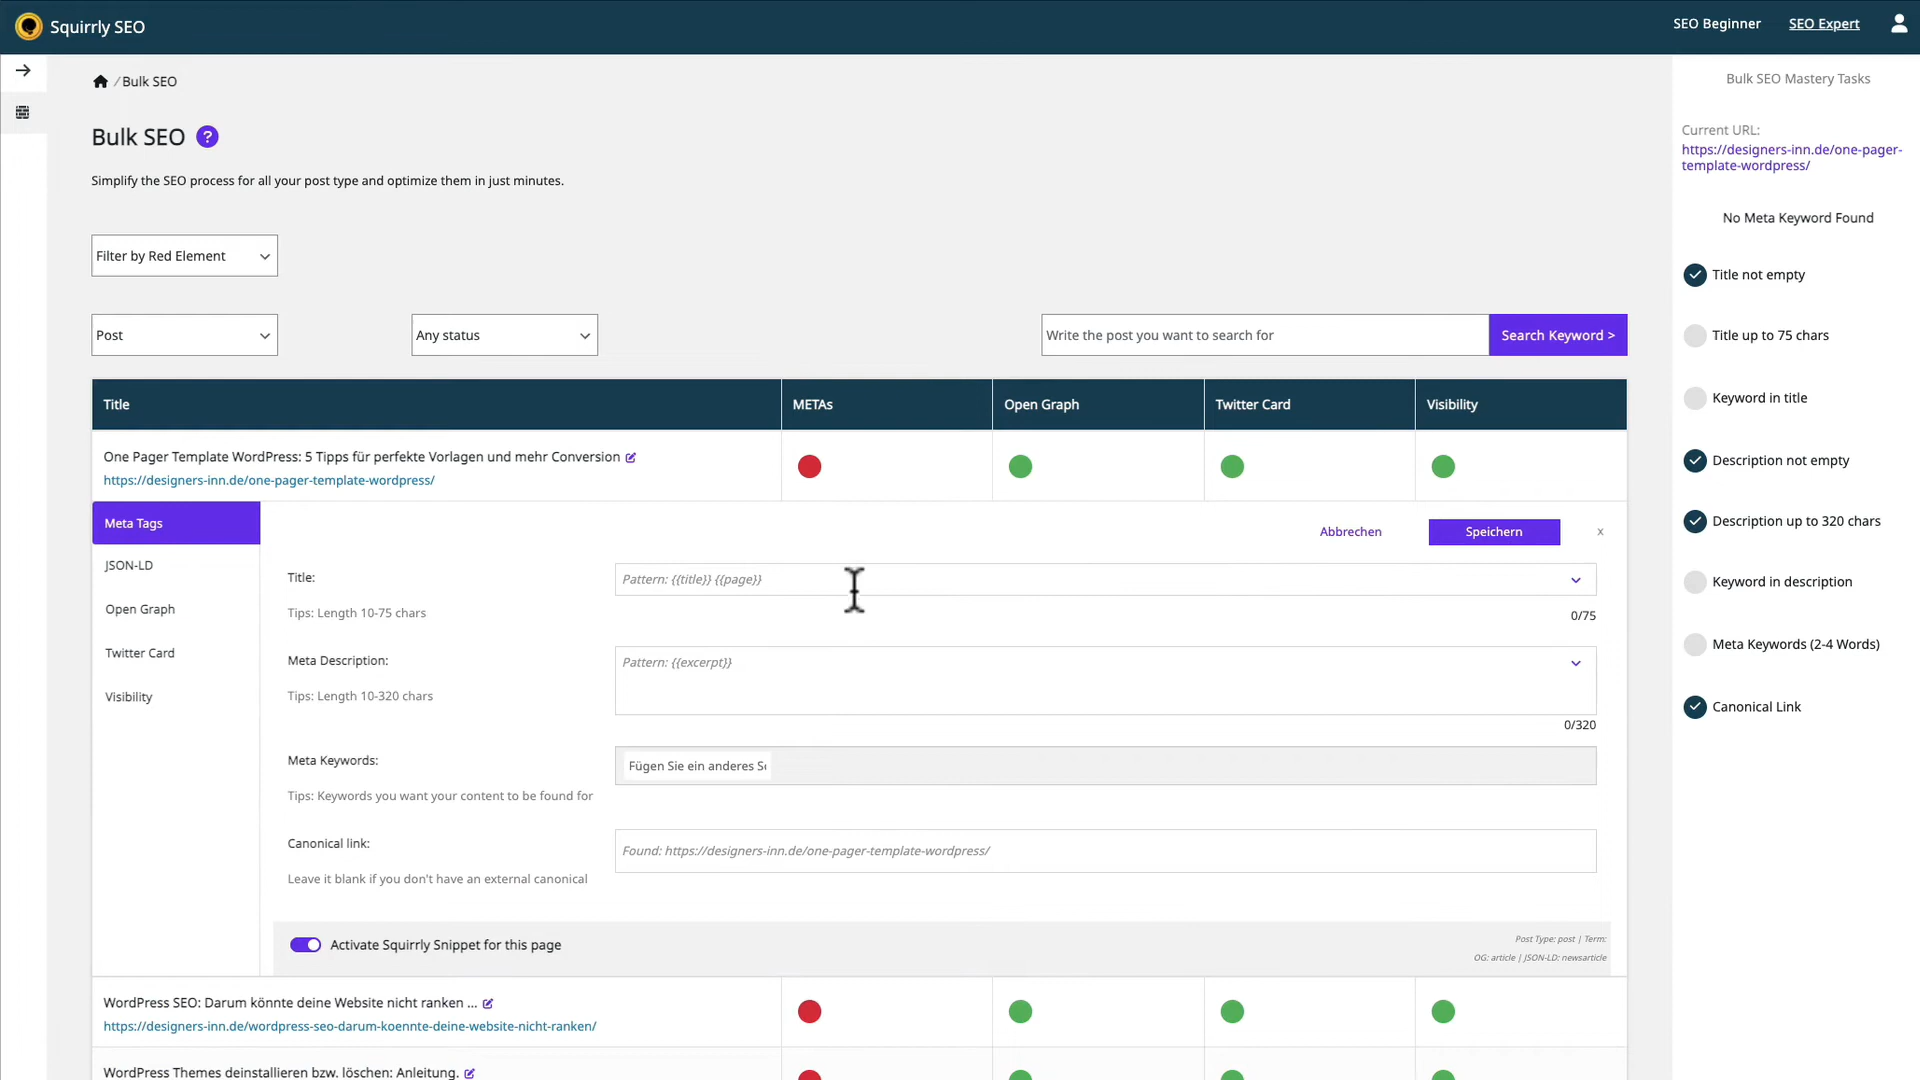 Squirrly SEO
SEO Beginner
SEO Expert
/ Bulk SEO
Bulk SEO ?
Simplify the SEO process for all your post type and optimize them in just minutes.
Filter by Red Element
Post
Any status
Write the post you want to search for
Search Keyword >
Title
METAs
Open Graph
Twitter Card
Visibility
One Pager Template WordPress: 5 Tipps für perfekte Vorlagen und mehr Conversion
https://designers-inn.de/one-pager-template-wordpress/
Meta Tags
JSON-LD
Open Graph
Twitter Card
Visibility
Abbrechen
Speichern
x
Title:
Pattern: {{title}} {{page}}
Tips: Length 10-75 chars
0/75
Meta Description:
Pattern: {{excerpt}}
Tips: Length 10-320 chars
0/320
Meta Keywords:
Fügen Sie ein anderes
Tips: Keywords you want your content to be found for
Canonical link:
Found: https://designers-inn.de/one-pager-template-wordpress/
Leave it blank if you don't have an external canonical
Activate Squirrly Snippet for this page
Post Type: post | Term:
OG: article | JSON-LD: newsarticle
WordPress SEO: Darum könnte deine Website nicht ranken ...
https://designers-inn.de/wordpress-seo-darum-koennte-deine-website-nicht-ranken/
WordPress Themes deinstallieren bzw. löschen: Anleitung.
Bulk SEO Mastery Tasks
Current URL:
https://designers-inn.de/one-pager-
template-wordpress/
No Meta Keyword Found
Title not empty
Title up to 75 chars
Keyword in title
Description not empty
Description up to 320 chars
Keyword in description
Meta Keywords (2-4 Words)
Canonical Link